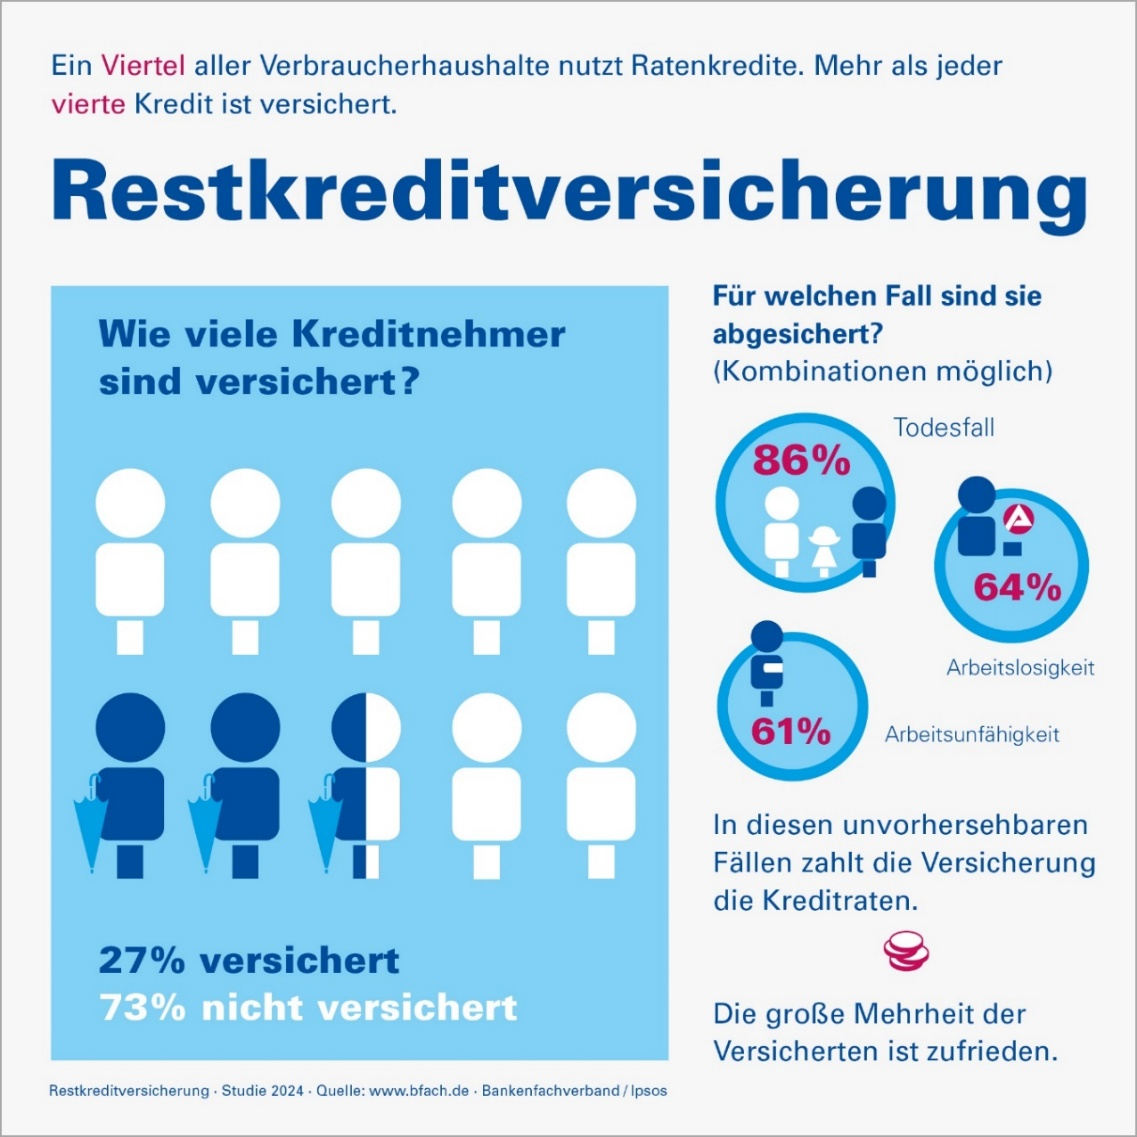 Ein Viertel aller Verbraucherhaushalte nutzt Ratenkredite. Mehr als jeder
vierte Kredit ist versichert.
Restkreditversicherung
Wie viele Kreditnehmer
sind versichert?
27% versichert
73% nicht versichert
Für welchen Fall sind sie
abgesichert?
(Kombinationen möglich)
Todesfall
86%
64%
Arbeitslosigkeit
61%
Arbeitsunfähigkeit
In diesen unvorhersehbaren
Fällen zahlt die Versicherung
die Kreditraten.
Die große Mehrheit der
Versicherten ist zufrieden.
Restkreditversicherung · Studie 2024 · Quelle: www.bfach.de · Bankenfachverband / Ipsos